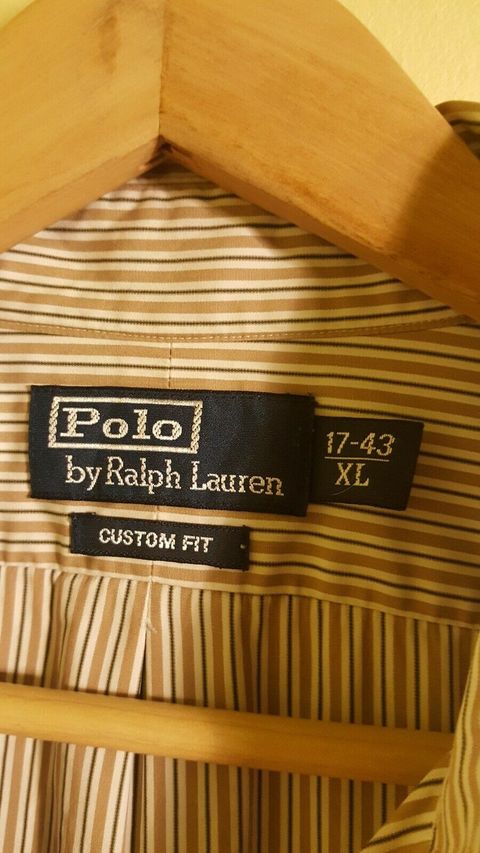 Polo
by Ralph Lauren
17-43
XL
CUSTOM FIT